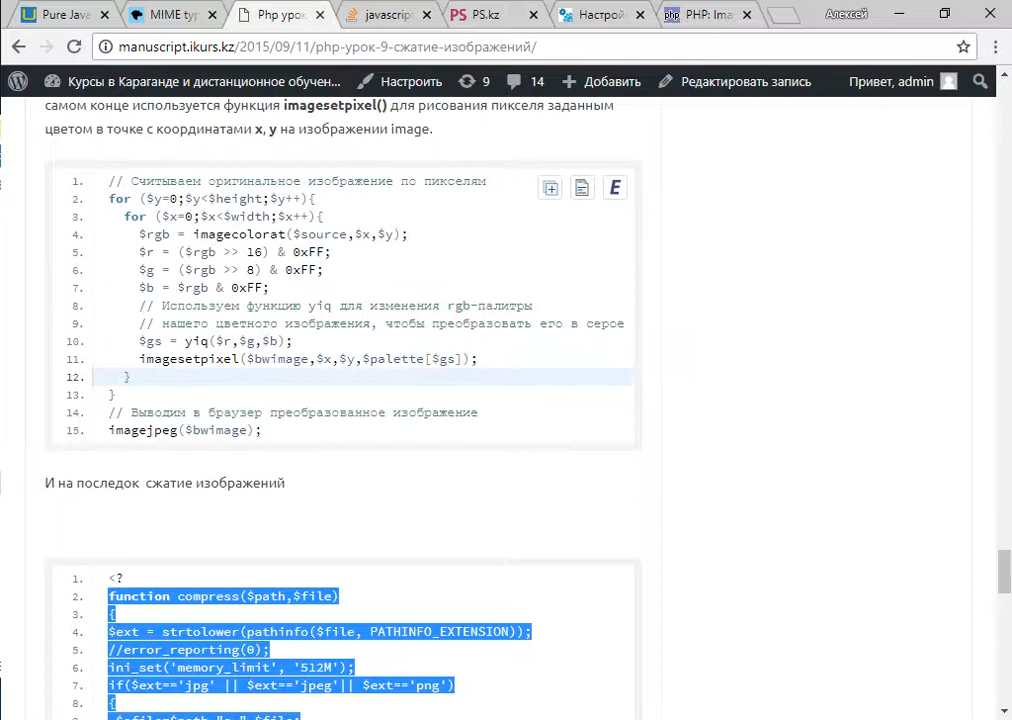 Pure Java
MIME ty
Php уро
javascrip
PS.kz
Настрой
PHP: Ima
Алексей
manuscript.ikurs.kz/2015/09/11/php-урок-9-сжатие-изображений/
Курсы в Караганде и дистанционное обучен...
Настроить
9
14
Добавить
Редактировать запись
Привет, admin
самом конце используется функция imagesetpixel() для рисования пикселя заданным
цветом в точке с координатами x, y на изображении image.
1. // Считываем оригинальное изображение по пикселям
2. for ($y=0;$y<$height;$y++){
3. for ($x=0;$x<$width;$x++){
4. $rgb = imagecolorat($source,$x,$y);
5. $r = ($rgb >> 16) & 0xFF;
6. $g = ($rgb >> 8) & 0xFF;
7. $b = $rgb & 0xFF;
8. // Используем функцию yiq для изменения rgb-палитры
9. // нашего цветного изображения, чтобы преобразовать его в серое
10. $gs = yiq($r,$g,$b);
11. imagesetpixel($bwimage,$x,$y,$palette[$gs]);
12. }
13. }
14. // Выводим в браузер преобразованное изображение
15. imagejpeg($bwimage);
И на последок сжатие изображений
1. <?
2. function compress($path,$file)
3. {
4. $ext = strtolower(pathinfo($file, PATHINFO_EXTENSION));
5. //error_reporting(0);
6. ini_set('memory_limit', '512M');
7. if($ext=='jpg' || $ext=='jpeg'|| $ext=='png')
8. {